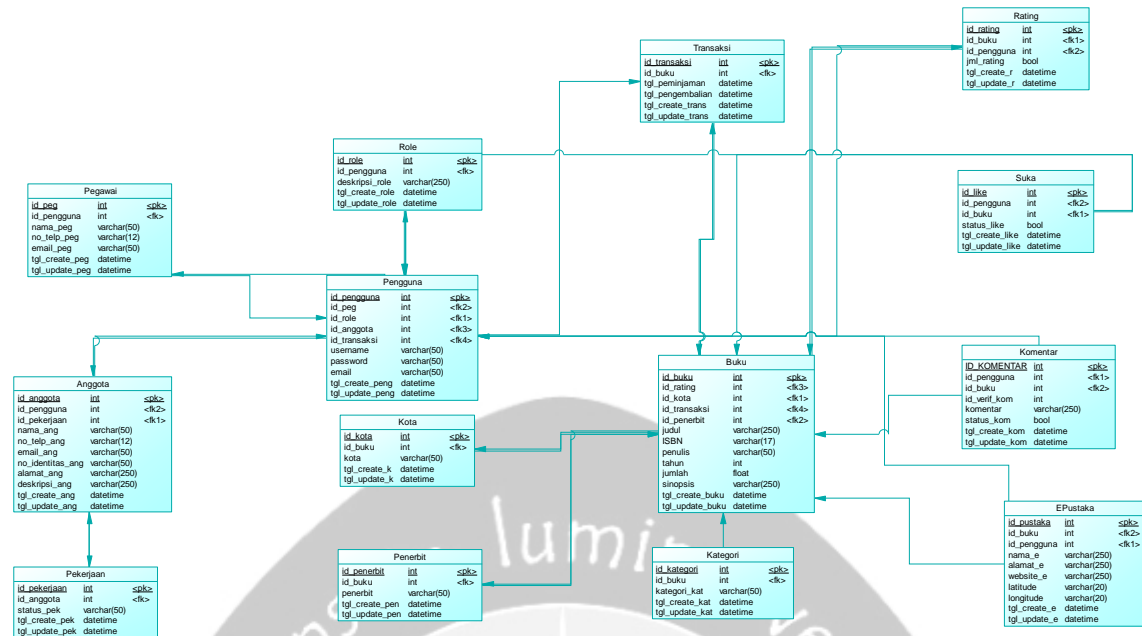 Rating
id_rating int <pk>
id_buku int <fk1>
id_pengguna int <fk2>
jml_rating bool
tgl_create_r datetime
tgl_update_r datetime
Transaksi
id_transaksi int <pk>
id_buku int <fk>
tgl_peminjaman datetime
tgl_pengembalian datetime
tgl_create_trans datetime
tgl_update_trans datetime
Role
id_role int <pk>
id_pengguna int <fk>
deskripsi_role varchar(250)
tgl_create_role datetime
tgl_update_role datetime
Suka
id_like int <pk>
id_pengguna int <fk2>
id_buku int <fk1>
status_like bool
tgl_create_like datetime
tgl_update_like datetime
Pegawai
id_peg int <pk>
id_pengguna int <fk>
nama_peg varchar(50)
no_telp_peg varchar(12)
email_peg varchar(50)
tgl_create_peg datetime
tgl_update_peg datetime
Pengguna
id_pengguna int <pk>
id_peg int <fk2>
id_role int <fk1>
id_anggota int <fk3>
id_transaksi int <fk4>
username varchar(50)
password varchar(50)
email varchar(50)
tgl_create_peng datetime
tgl_update_peng datetime
Komentar
ID_KOMENTAR int <pk>
id_pengguna int <fk1>
id_buku int <fk2>
id_verif_kom int
komentar varchar(250)
status_kom bool
tgl_create_kom datetime
tgl_update_kom datetime
Buku
id_buku int <pk>
id_rating int <fk3>
id_kota int <fk1>
id_transaksi int <fk4>
id_penerbit int <fk2>
judul varchar(250)
ISBN varchar(17)
penulis varchar(50)
tahun int
jumlah float
sinopsis varchar(250)
tgl_create_buku datetime
tgl_update_buku datetime
Anggota
id_anggota int <pk>
id_pengguna int <fk2>
id_pekerjaan int <fk1>
nama_ang varchar(50)
no_telp_ang varchar(12)
email_ang varchar(50)
no_identitas_ang varchar(50)
alamat_ang varchar(250)
deskripsi_ang varchar(250)
tgl_create_ang datetime
tgl_update_ang datetime
Kota
id_kota int <pk>
id_buku int <fk>
kota varchar(50)
tgl_create_k datetime
tgl_update_k datetime
EPustaka
id_pustaka int <pk>
id_buku int <fk2>
id_pengguna int <fk1>
nama_e varchar(250)
alamat_e varchar(250)
website_e varchar(250)
latitude varchar(20)
longitude varchar(20)
tgl_create_e datetime
tgl_update_e datetime
Penerbit
id_penerbit int <pk>
id_buku int <fk>
penerbit varchar(50)
tgl_create_pen datetime
tgl_update_pen datetime
Kategori
id_kategori int <pk>
id_buku int <fk>
kategori_kat varchar(50)
tgl_create_kat datetime
tgl_update_kat datetime
Pekerjaan
id_pekerjaan int <pk>
id_anggota int <fk>
status_pek varchar(50)
tgl_create_pek datetime
tgl_update_pek datetime